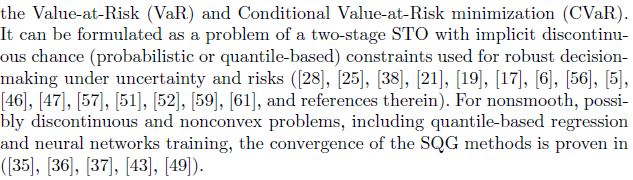 the Value-at-Risk (VaR) and Conditional Value-at-Risk minimization (CVaR).
It can be formulated as a problem of a two-stage STO with implicit discontinu-
ous chance (probabilistic or quantile-based) constraints used for robust decision-
making under uncertainty and risks ([28], [25], [38], [21], [19], [17], [6], [56], [5],
[46], [47], [57], [51], [52], [59], [61], and references therein). For nonsmooth, possi-
bly discontinuous and nonconvex problems, including quantile-based regression
and neural networks training, the convergence of the SQG methods is proven in
([35], [36], [37], [43], [49]).